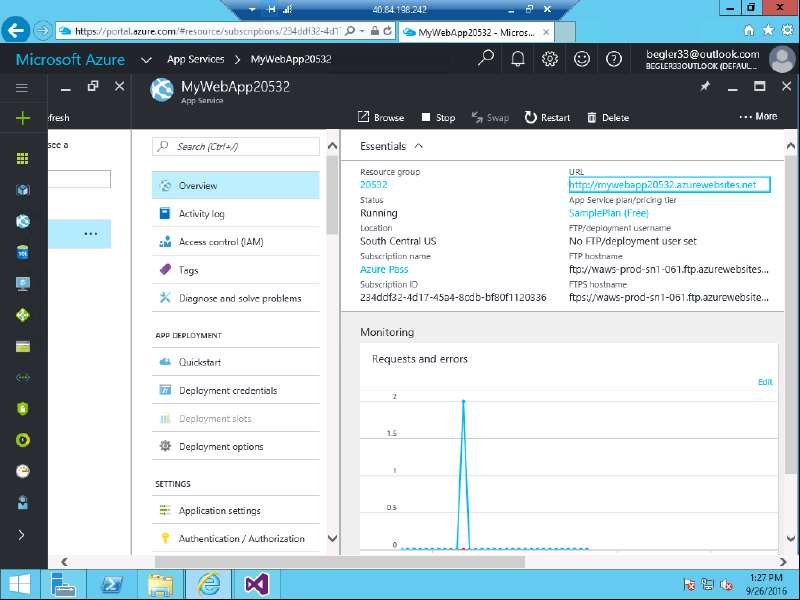 40.84.198.242
https://portal.azure.com/#resource/subscriptions/234ddf32-4d17
MyWebApp20532 - Micros...
Microsoft Azure
App Services
MyWebApp20532
begler33@outlook.com
BEGLER33OUTLOOK (DEFAUL...
MyWebApp20532
App Service
efresh
Browse
Stop
Swap
Restart
Delete
··· More
see a
Search (Ctrl+/)
Overview
Activity log
Access control (IAM)
Tags
Diagnose and solve problems
APP DEPLOYMENT
Quickstart
Deployment credentials
Deployment slots
Deployment options
SETTINGS
Application settings
Authentication / Authorization
Essentials
Resource group
20532
Status
Running
Location
South Central US
Subscription name
Azure Pass
Subscription ID
234ddf32-4d17-45a4-8cdb-bf80f1120336
URL
http://mywebapp20532.azurewebsites.net
App Service plan/pricing tier
SamplePlan (Free)
FTP/deployment username
No FTP/deployment user set
FTP hostname
ftp://waws-prod-sn1-061.ftp.azurewebsites...
FTPS hostname
ftps://waws-prod-sn1-061.ftp.azurewebsite...
Monitoring
Requests and errors
Edit
2
1.5
1
0.5
0
1:27 PM
9/26/2016